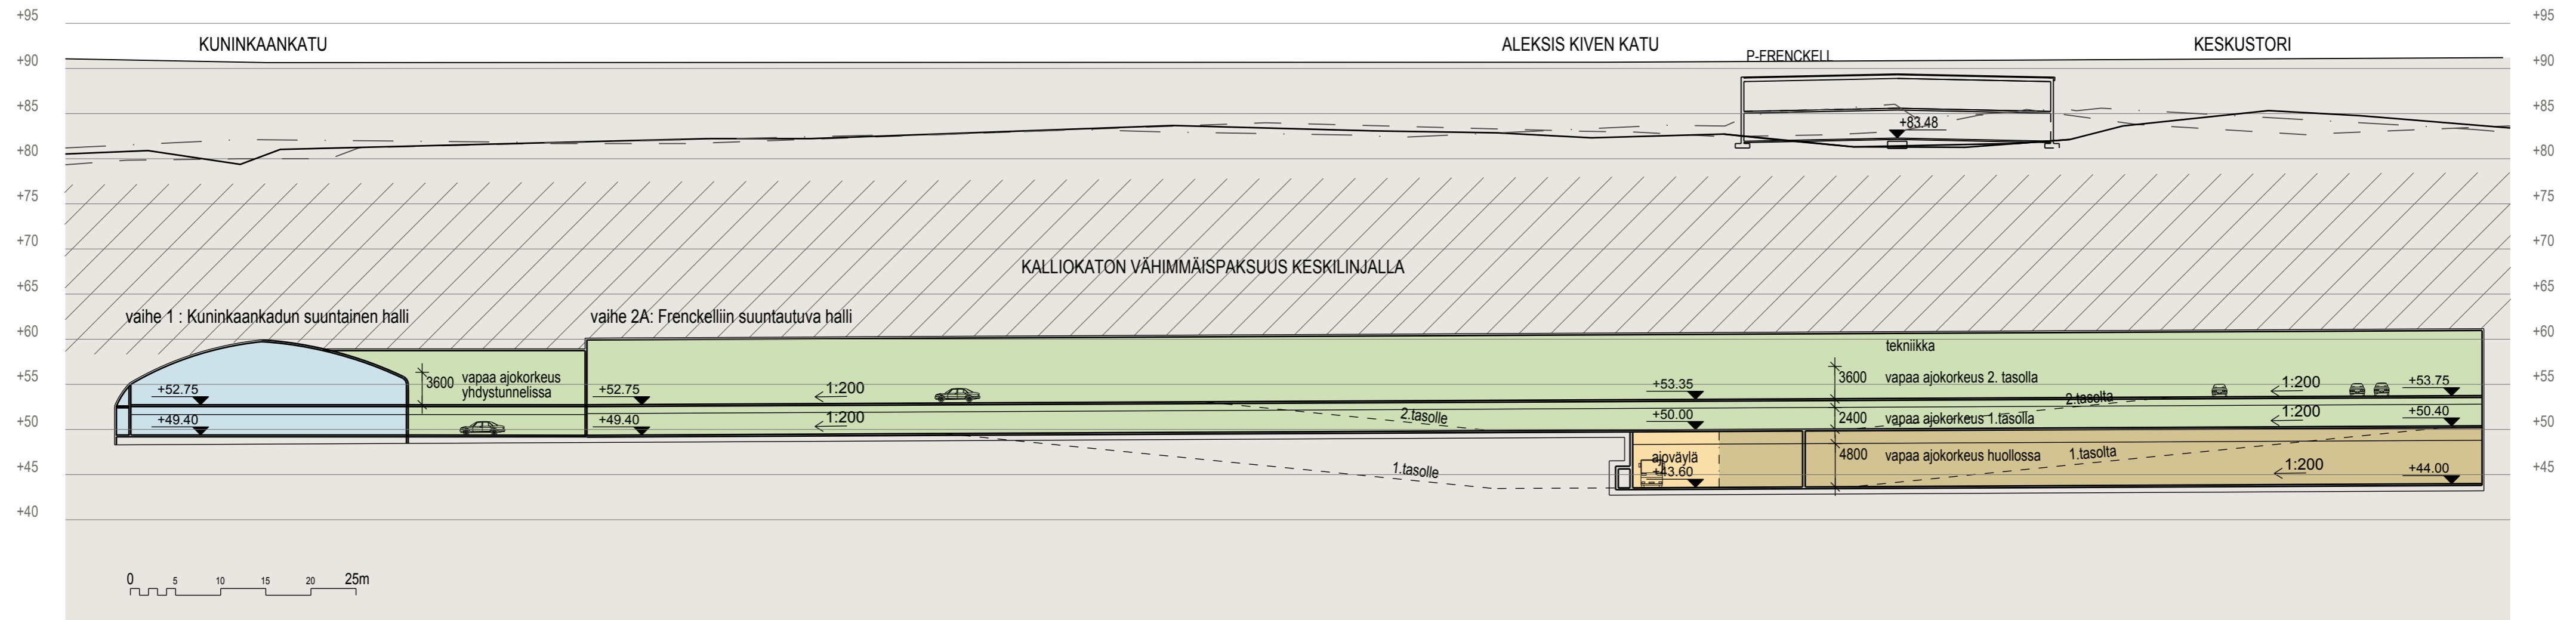 +95
+95
KUNINKAANKATU
ALEKSIS KIVEN KATU
KESKUSTORI
P-FRENCKELL
+90
+90
+85
+85
+83.48
+80
+80
+75
+75
+70
+70
KALLIOKATON VÄHIMMÄISPAKSUUS KESKILINJALLA
+65
+65
vaihe 1 : Kuninkaankadun suuntainen halli
vaihe 2A: Frenckelliin suuntautuva halli
+60
+60
tekniikka
+55
+55
3600
vapaa ajokorkeus
yhdystunnelissa
3600
vapaa ajokorkeus 2. tasolla
+52.75
+52.75
1:200
+53.35
1:200
+53.75
2.tasolta
+50
+50
+49.40
+49.40
1:200
2.tasolle
+50.00
2400
vapaa ajokorkeus 1.tasolla
1:200
+50.40
+45
+45
1.tasolle
ajoväylä
+43.60
4800
vapaa ajokorkeus huollossa
1.tasolta
1:200
+44.00
+40
0
5
10
15
20
25m